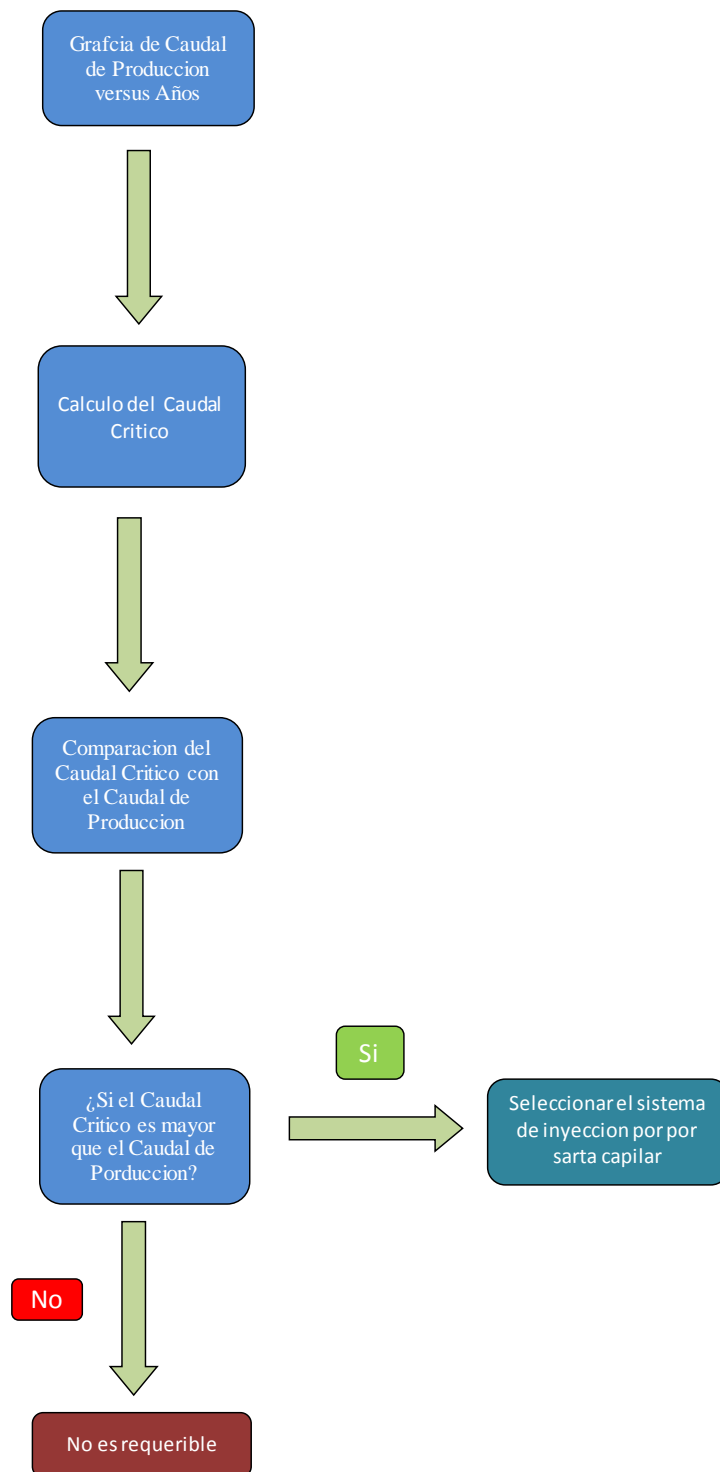 Grafcia de Caudal
de Produccion
versus Años
Calculo del Caudal
Critico
Comparacion del
Caudal Critico con
el Caudal de
Produccion
Si
¿Si el Caudal
Critico es mayor
que el Caudal de
Porduccion?
Seleccionar el sistema
de inyeccion por por
sarta capilar
No
No es requerible